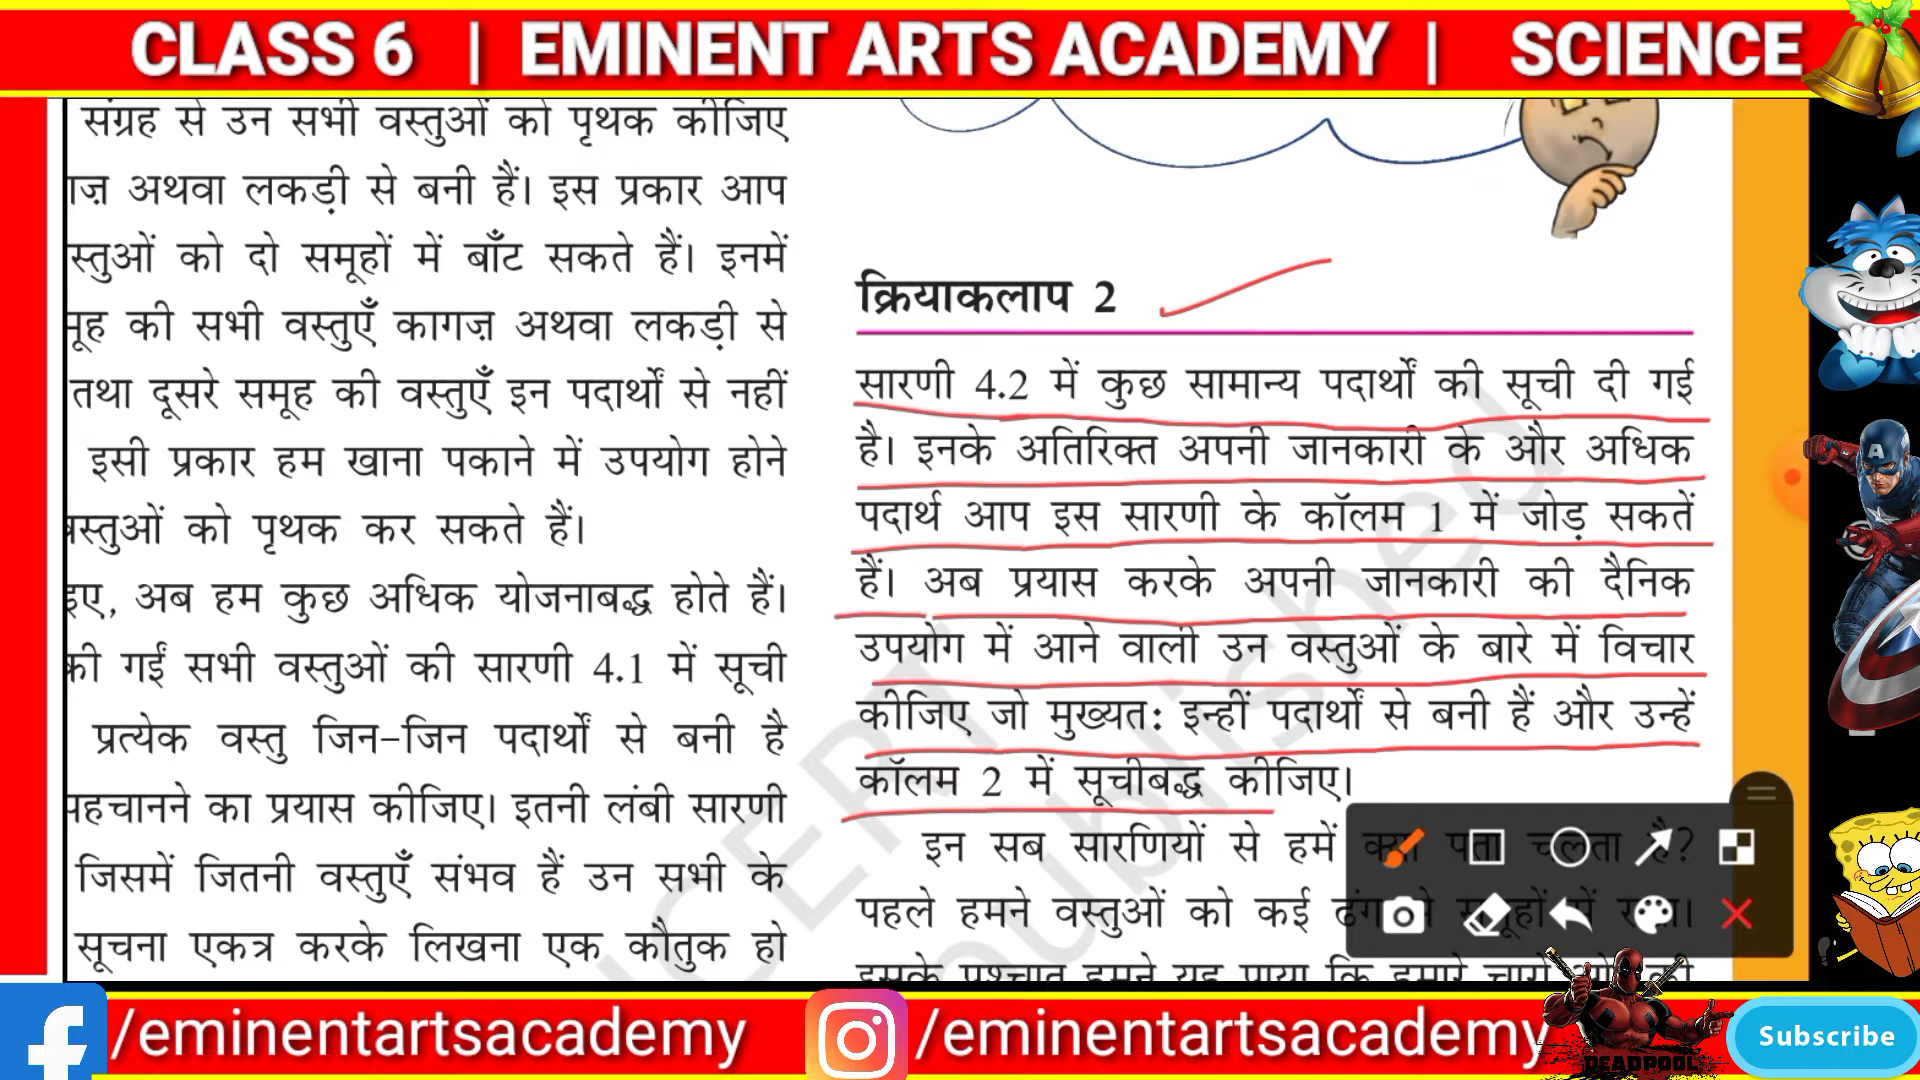 CLASS 6 | EMINENT ARTS ACADEMY | SCIENCE
संग्रह से उन सभी वस्तुओं को पृथक कीजिए
अथवा लकड़ी से बनी हैं। इस प्रकार आप
को दो समूहों में बाँट सकते हैं। इनमें
की सभी वस्तुएँ कागज़ अथवा लकड़ी से
तथा दूसरे समूह की वस्तुएँ इन पदार्थों से नहीं
इसी प्रकार हम खाना पकाने में उपयोग होने
वस्तुओं को पृथक कर सकते हैं।
अब हम कुछ अधिक योजनाबद्ध होते हैं।
की गईं सभी वस्तुओं की सारणी 4.1 में सूची
प्रत्येक वस्तु जिन-जिन पदार्थों से बनी है
पहचानने का प्रयास कीजिए। इतनी लंबी सारणी
जिसमें जितनी वस्तुएँ संभव हैं उन सभी के
सूचना एकत्र करके लिखना एक कौतुक हो
क्रियाकलाप 2
सारणी 4.2 में कुछ सामान्य पदार्थों की सूची दी गई
है। इनके अतिरिक्त अपनी जानकारी के और अधिक
पदार्थ आप इस सारणी के कॉलम 1 में जोड़ सकतें
हैं। अब प्रयास करके अपनी जानकारी की दैनिक
उपयोग में आने वाली उन वस्तुओं के बारे में विचार
कीजिए जो मुख्यत: इन्हीं पदार्थों से बनी हैं और उन्हें
कॉलम 2 में सूचीबद्ध कीजिए।
इन सब सारणियों से हमें क्या पता चलता है?
पहले हमने वस्तुओं को कई ढंग
/eminentartsacademy
/eminentartsacademy
DEADPOOL
Subscribe